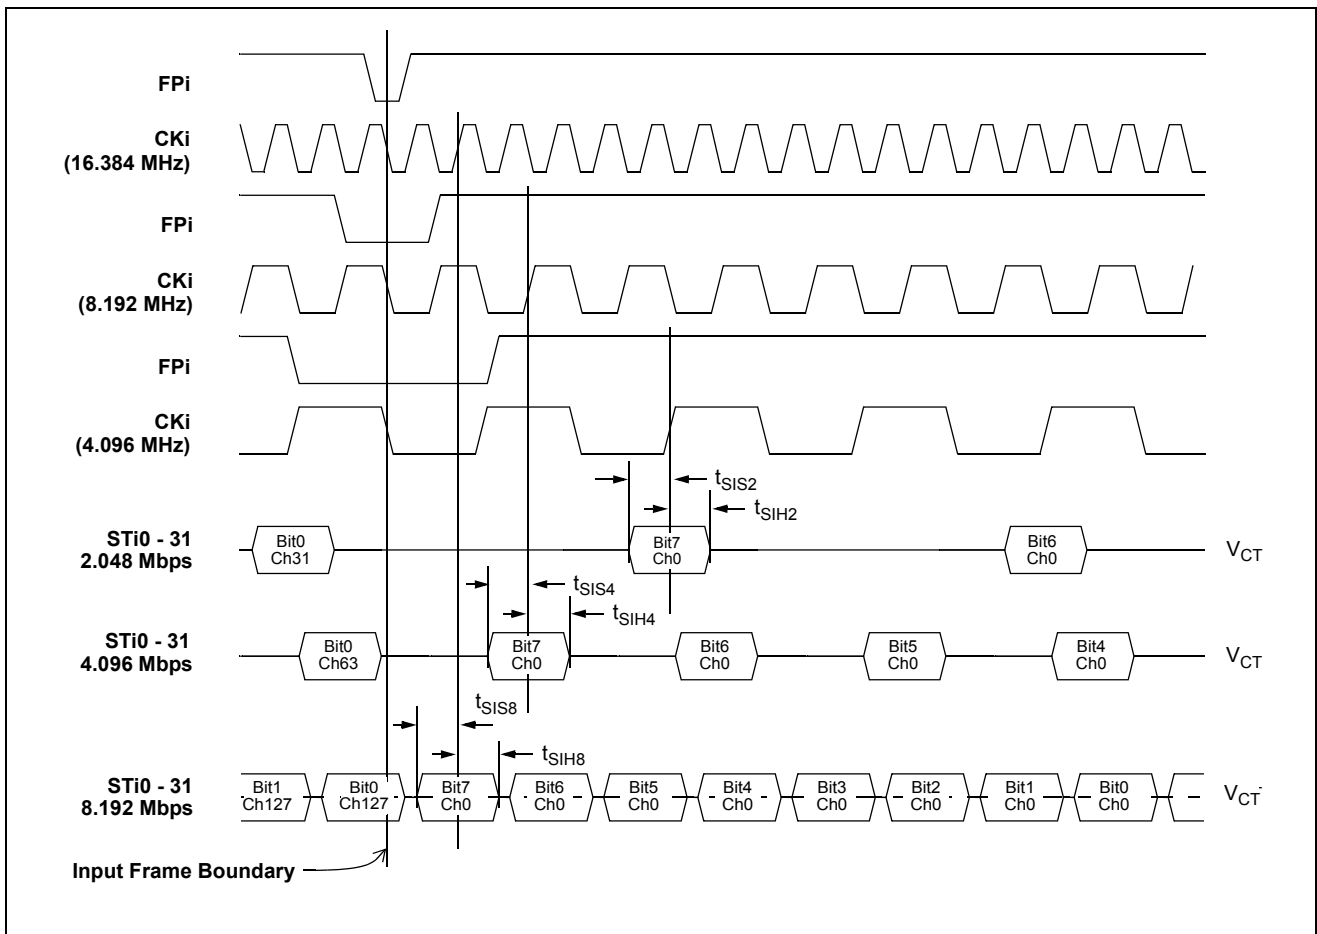 FPi
CKi
(16.384 MHz)
FPi
CKi
(8.192 MHz)
FPi
CKi
(4.096 MHz)
tSIS2
tSIH2
STi0 - 31
2.048 Mbps
Bit0
Ch31
Bit7
Ch0
Bit6
Ch0
VCT
tSIS4
tSIH4
STi0 - 31
4.096 Mbps
Bit0
Ch63
Bit7
Ch0
Bit6
Ch0
Bit5
Ch0
Bit4
Ch0
VCT
tSIS8
tSIH8
STi0 - 31
8.192 Mbps
Bit1
Ch127
Bit0
Ch127
Bit7
Ch0
Bit6
Ch0
Bit5
Ch0
Bit4
Ch0
Bit3
Ch0
Bit2
Ch0
Bit1
Ch0
Bit0
Ch0
VCT
Input Frame Boundary